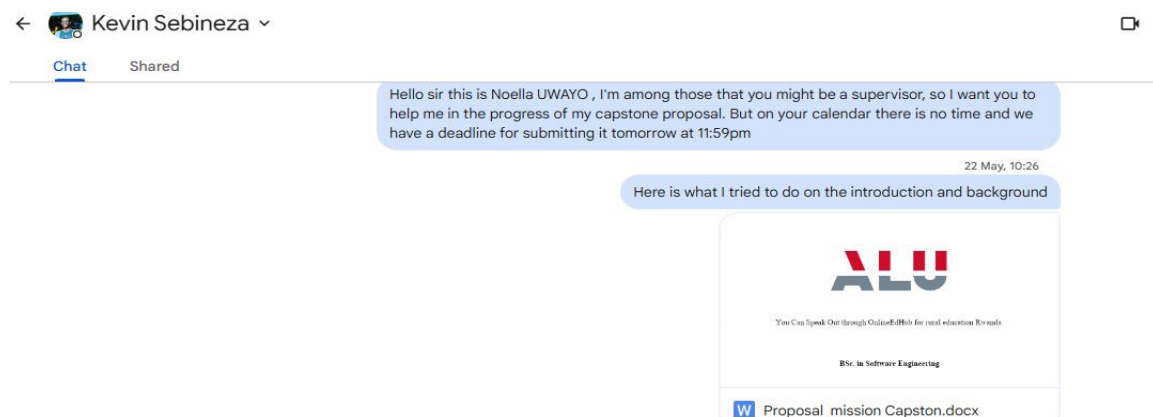 Kevin Sebineza
Chat Shared
Hello sir this is Noella UWAYO , I'm among those that you might be a supervisor, so I want you to
help me in the progress of my capstone proposal. But on your calendar there is no time and we
have a deadline for submitting it tomorrow at 11:59pm
22 May, 10:26
Here is what I tried to do on the introduction and background
ALU
You Can Speak Out through OnlineEdHub for rural education Rwanda
BSc. in Software Engineering
W Proposal mission Capston.docx